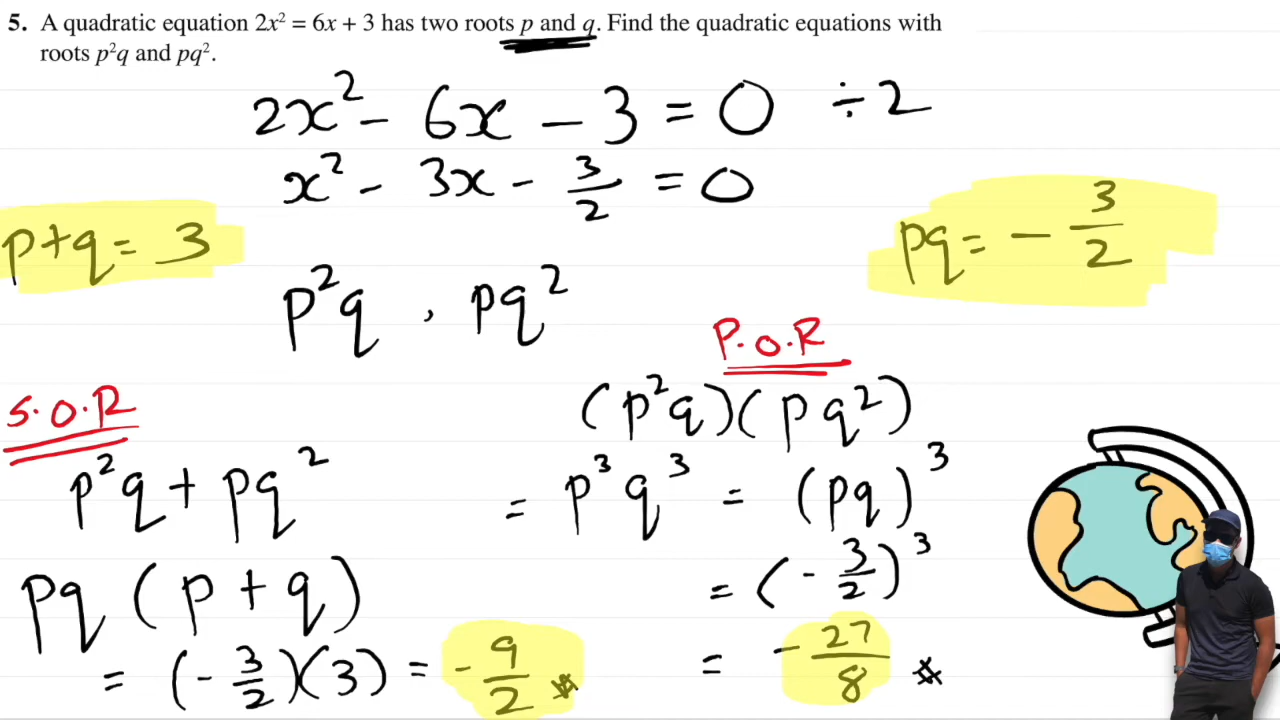 5. A quadratic equation 2x² = 6x + 3 has two roots p and q. Find the quadratic equations with
roots p²q and pq².
2x² - 6x - 3 = 0 ÷2
x² - 3x - 3/2 = 0
p+q = 3
pq = - 3/2
p²q , pq²
S.O.R
p²q + pq²
pq (p + q)
= (- 3/2)(3) = - 9/2 *
P.O.R
(p²q)(pq²)
= p³q³ = (pq)³
= (- 3/2)³
= - 27/8 *